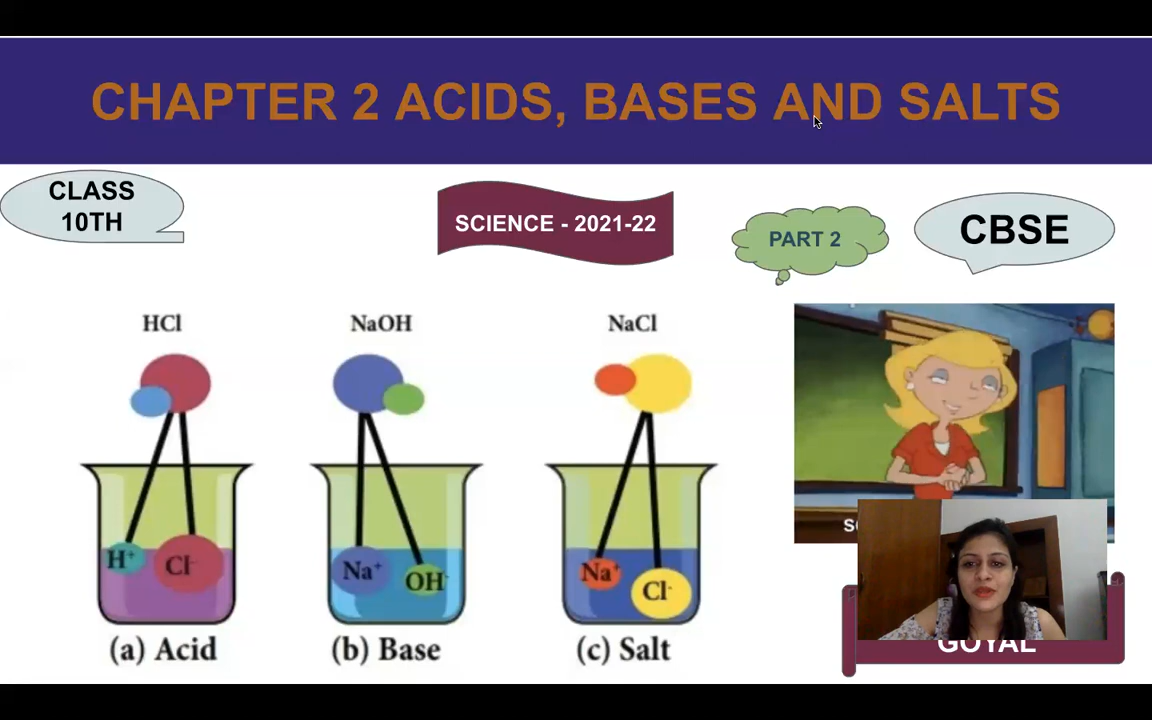 CHAPTER 2 ACIDS, BASES AND SALTS
CLASS
10TH
SCIENCE - 2021-22
PART 2
CBSE
HCl
NaOH
NaCl
H⁺
Cl⁻
Na⁺
OH⁻
Na⁺
Cl⁻
(a) Acid
(b) Base
(c) Salt
GOYAL